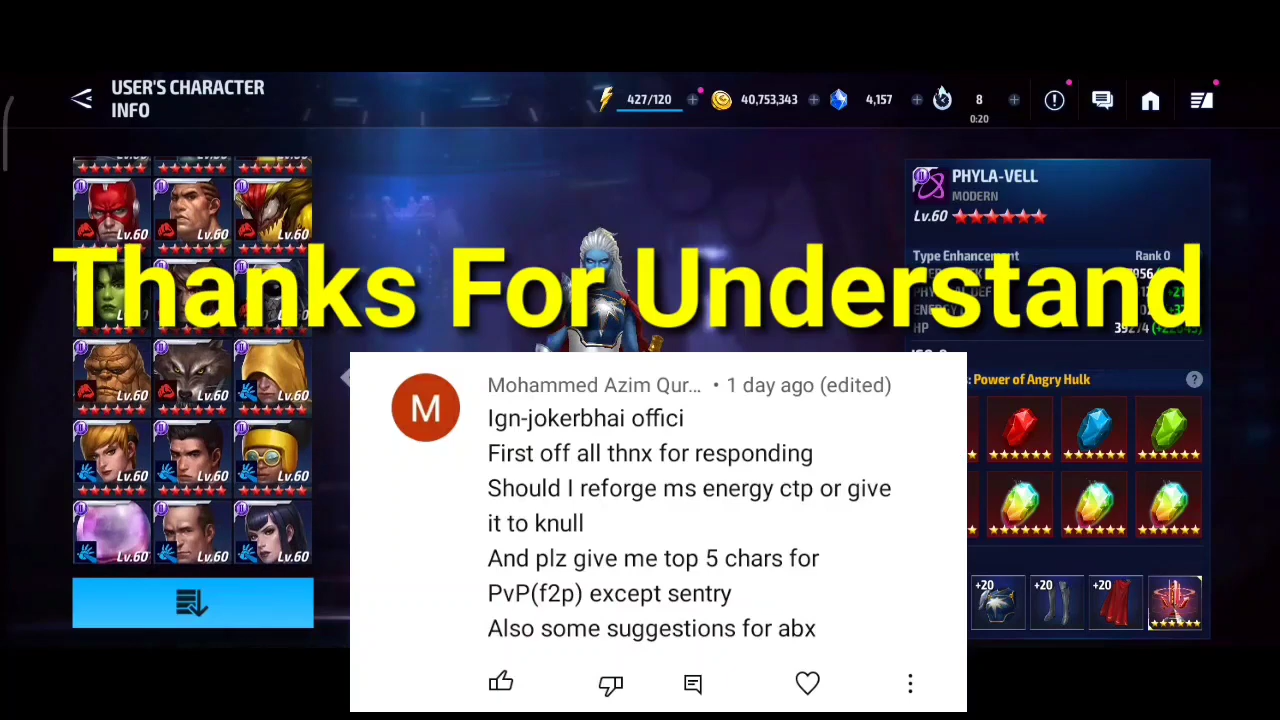 USER'S CHARACTER
INFO
427/120
40,753,343
4,157
8
0:20
PHYLA-VELL
MODERN
Lv.60
Type Enhancement
Rank 0
HP
Thanks For Understand
: Power of Angry Hulk
?
Lv.60
Lv.60
Lv.60
Lv.60
Lv.60
Lv.60
Lv.60
Lv.60
Lv.60
Lv.60
Lv.60
Lv.60
+20
+20
+20
M
Mohammed Azim Qur... • 1 day ago (edited)
Ign-jokerbhai offici
First off all thnx for responding
Should I reforge ms energy ctp or give
it to knull
And plz give me top 5 chars for
PvP(f2p) except sentry
Also some suggestions for abx